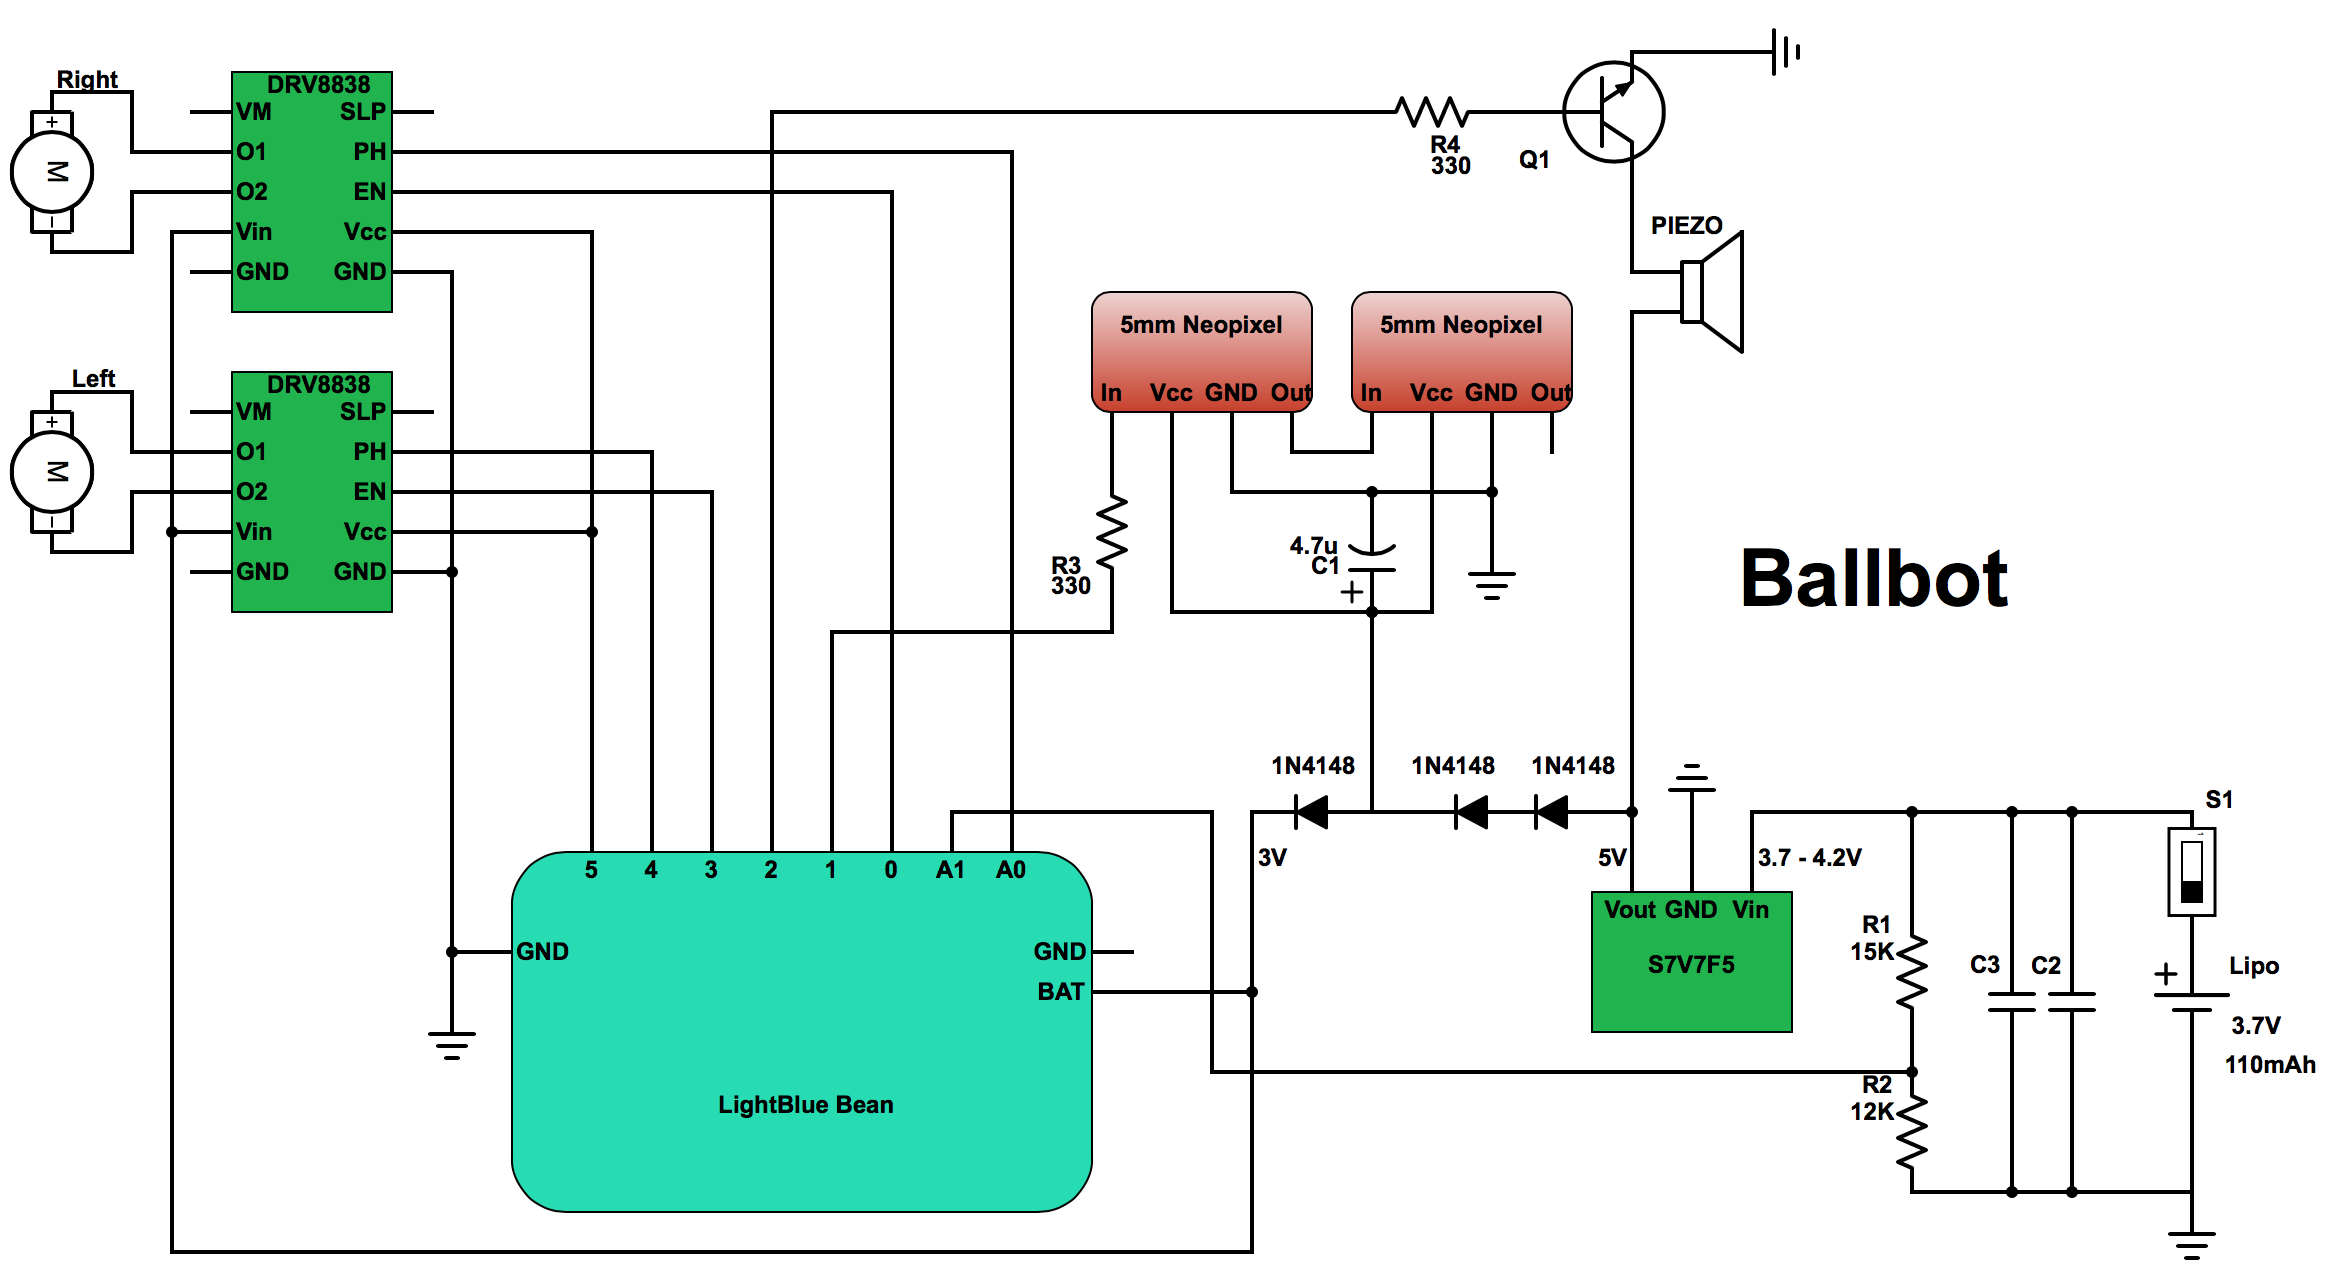 Right
DRV8838
VM SLP
O1 PH
O2 EN
Vin Vcc
GND GND
+
M
–
Left
DRV8838
VM SLP
O1 PH
O2 EN
Vin Vcc
GND GND
+
M
–
R4
330
Q1
PIEZO
5mm Neopixel
In Vcc GND Out
5mm Neopixel
In Vcc GND Out
R3
330
4.7u
C1
+
Ballbot
1N4148 1N4148 1N4148
3V
5V
3.7 - 4.2V
S1
Vout GND Vin
S7V7F5
R1
15K
R2
12K
C3
C2
+
Lipo
3.7V
110mAh
5 4 3 2 1 0 A1 A0
GND GND
BAT
LightBlue Bean